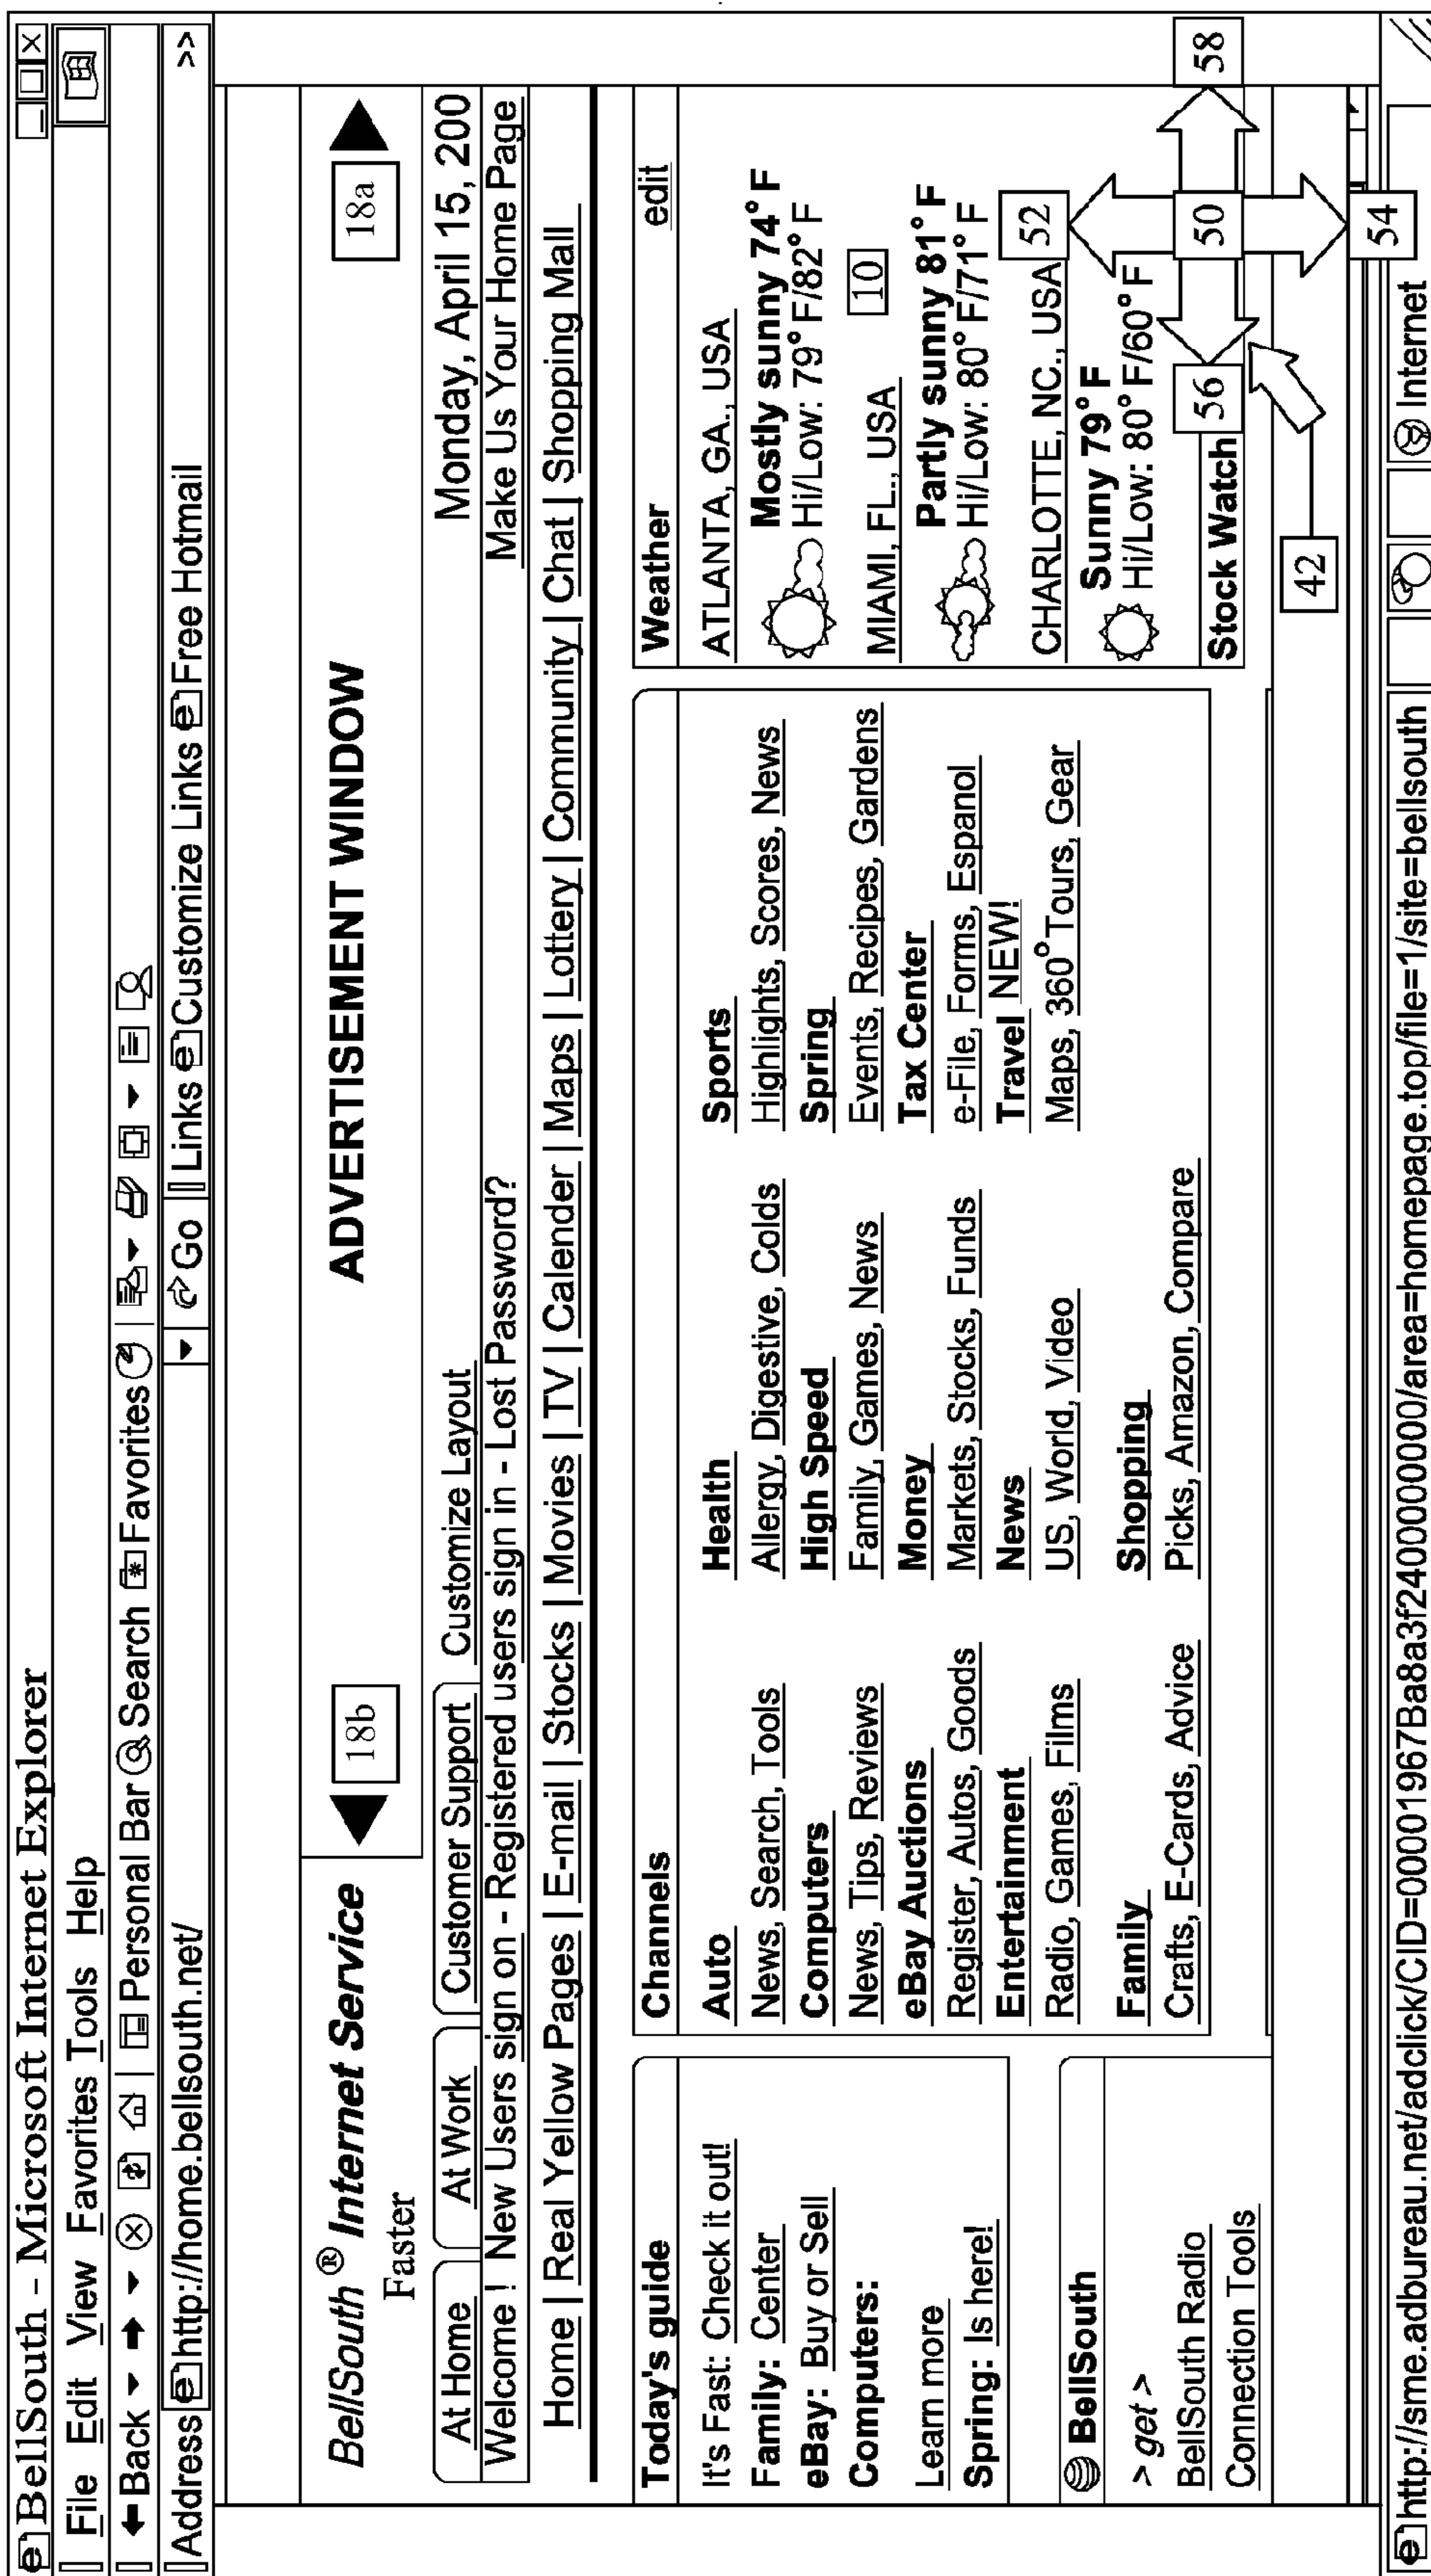 BellSouth - Microsoft Internet Explorer
File Edit View Favorites Tools Help
Back Personal Bar Search Favorites
Address http://home.bellsouth.net/ Go Links Customize Links Free Hotmail >>
BellSouth® Internet Service
Faster
18b
ADVERTISEMENT WINDOW
18a
At Home At Work Customer Support Customize Layout Monday, April 15, 200
Welcome ! New Users sign on - Registered users sign in - Lost Password? Make Us Your Home Page
Home | Real Yellow Pages | E-mail | Stocks | Movies | TV | Calender | Maps | Lottery | Community | Chat | Shopping Mall
Today's guide
It's Fast: Check it out!
Family: Center
eBay: Buy or Sell
Computers:
Learn more
Spring: Is here!
BellSouth
> get >
BellSouth Radio
Connection Tools
Channels
Auto
News, Search, Tools
Computers
News, Tips, Reviews
eBay Auctions
Register, Autos, Goods
Entertainment
Radio, Games, Films
Family
Crafts, E-Cards, Advice
Health
Allergy, Digestive, Colds
High Speed
Family, Games, News
Money
Markets, Stocks, Funds
News
US, World, Video
Shopping
Picks, Amazon, Compare
Sports
Highlights, Scores, News
Spring
Events, Recipes, Gardens
Tax Center
e-File, Forms, Espanol
Travel NEW!
Maps, 360° Tours, Gear
Weather edit
ATLANTA, GA., USA
Mostly sunny 74°F
Hi/Low: 79°F/82°F
MIAMI, FL., USA
10
Partly sunny 81°F
Hi/Low: 80°F/71°F
CHARLOTTE, NC., USA
52
Sunny 79°F
Hi/Low: 80°F/60°F
Stock Watch
56
50
58
42
54
http://sme.adbureau.net/adclick/CID=00001967Ba8a3f2400000000/area=homepage.top/file=1/site=bellsouth Internet